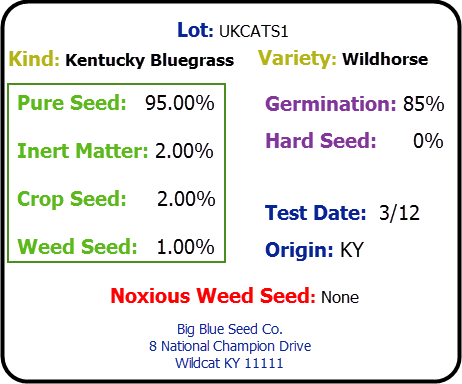 Lot: UKCATS1
Kind: Kentucky Bluegrass Variety: Wildhorse
Pure Seed: 95.00% Germination: 85%
Inert Matter: 2.00% Hard Seed: 0%
Crop Seed: 2.00% Test Date: 3/12
Weed Seed: 1.00% Origin: KY
Noxious Weed Seed: None
Big Blue Seed Co.
8 National Champion Drive
Wildcat KY 11111